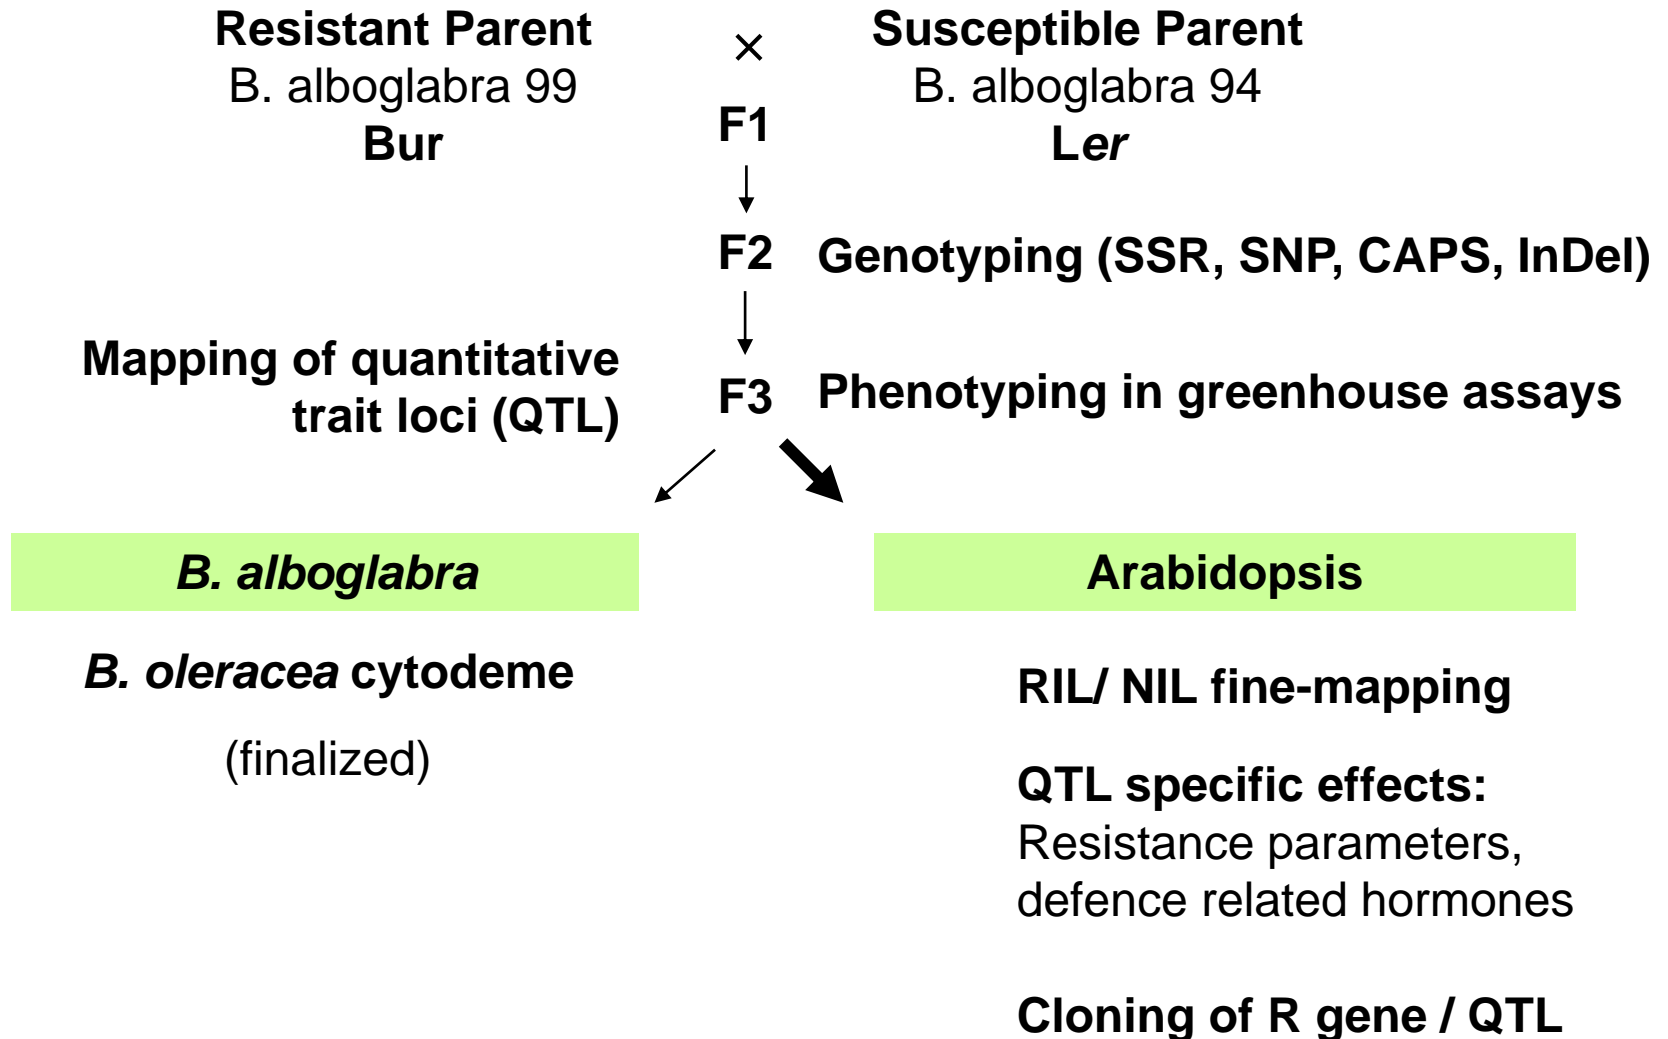 Resistant Parent × Susceptible Parent
B. alboglabra 99 B. alboglabra 94
F1
Bur Ler
F2 Genotyping (SSR, SNP, CAPS, InDel)
Mapping of quantitative
trait loci (QTL)
F3 Phenotyping in greenhouse assays
B. alboglabra
B. oleracea cytodeme
(finalized)
Arabidopsis
RIL/ NIL fine-mapping
QTL specific effects:
Resistance parameters,
defence related hormones
Cloning of R gene / QTL